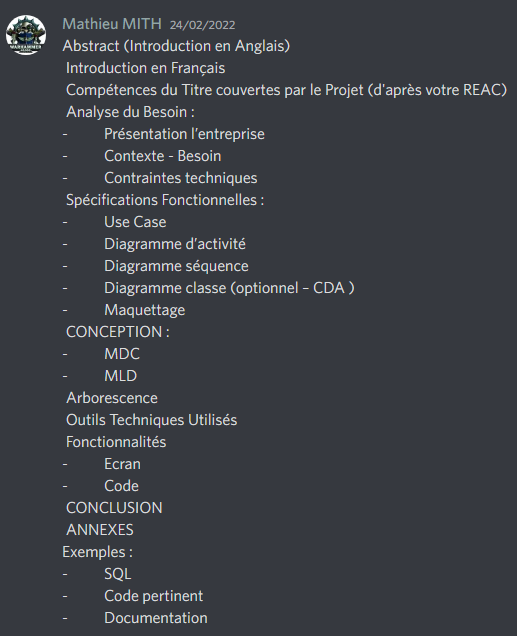 Mathieu MITH 24/02/2022
WARHAMMER
Abstract (Introduction en Anglais)
Introduction en Français
Compétences du Titre couvertes par le Projet (d'après votre REAC)
Analyse du Besoin :
- Présentation l'entreprise
- Contexte - Besoin
- Contraintes techniques
Spécifications Fonctionnelles :
- Use Case
- Diagramme d'activité
- Diagramme séquence
- Diagramme classe (optionnel – CDA )
- Maquettage
CONCEPTION :
- MDC
- MLD
Arborescence
Outils Techniques Utilisés
Fonctionnalités
- Ecran
- Code
CONCLUSION
ANNEXES
Exemples :
- SQL
- Code pertinent
- Documentation